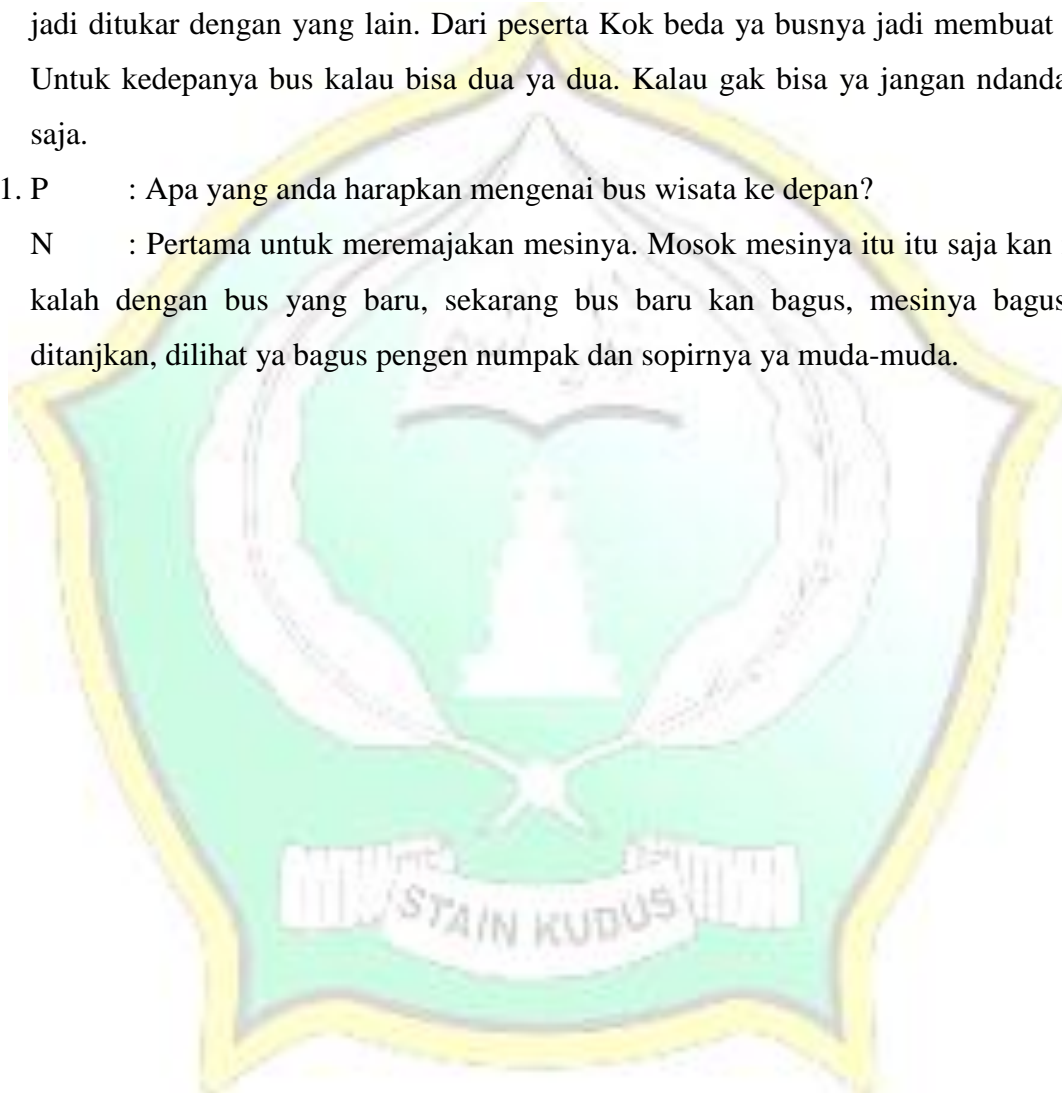 jadi ditukar dengan yang lain. Dari peserta Kok beda ya busnya jadi membuat
Untuk kedepanya bus kalau bisa dua ya dua. Kalau gak bisa ya jangan ndanda
saja.
1. P : Apa yang anda harapkan mengenai bus wisata ke depan?
N : Pertama untuk meremajakan mesinya. Mosok mesinya itu itu saja kan
kalah dengan bus yang baru, sekarang bus baru kan bagus, mesinya bagus
ditanjkan, dilihat ya bagus pengen numpak dan sopirnya ya muda-muda.
STAIN KUDUS